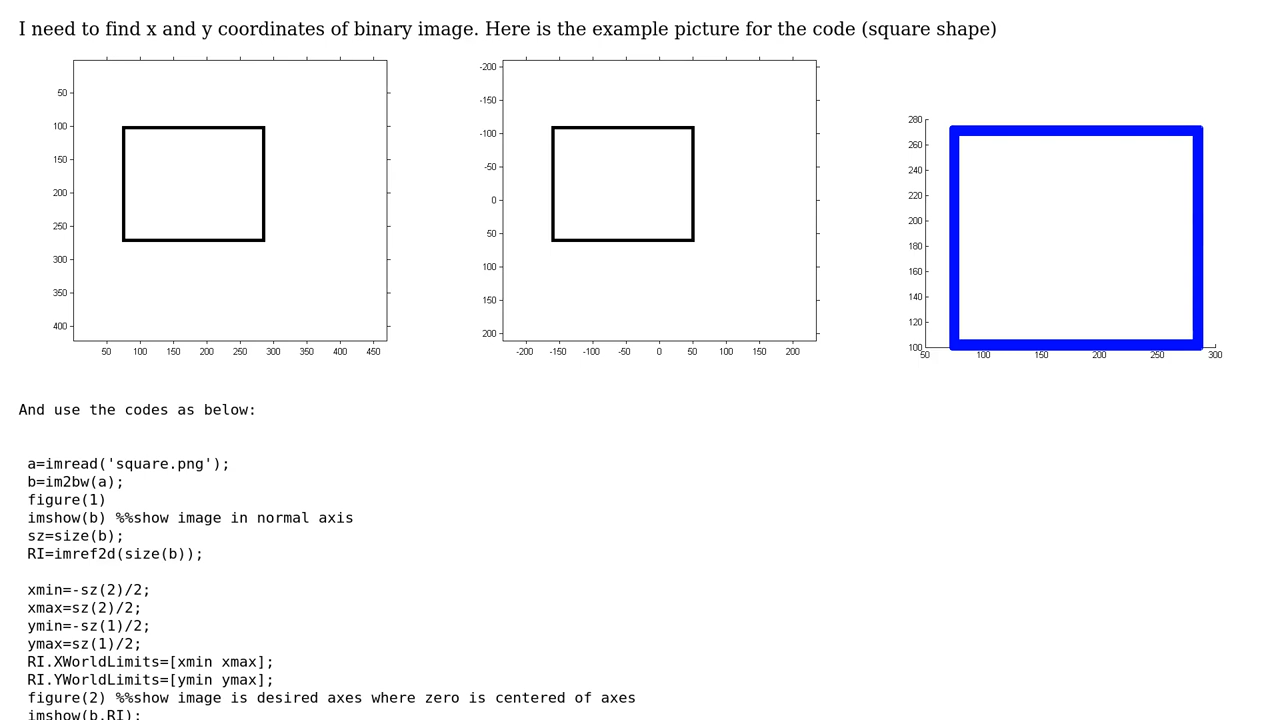 I need to find x and y coordinates of binary image. Here is the example picture for the code (square shape)
50
100
150
200
250
300
350
400
50 100 150 200 250 300 350 400 450
-200
-150
-100
-50
0
50
100
150
200
-200 -150 -100 -50 0 50 100 150 200
280
260
240
220
200
180
160
140
120
100
50 100 150 200 250 300
And use the codes as below:
a=imread('square.png');
b=im2bw(a);
figure(1)
imshow(b) %%show image in normal axis
sz=size(b);
RI=imref2d(size(b));
xmin=-sz(2)/2;
xmax=sz(2)/2;
ymin=-sz(1)/2;
ymax=sz(1)/2;
RI.XWorldLimits=[xmin xmax];
RI.YWorldLimits=[ymin ymax];
figure(2) %%show image is desired axes where zero is centered of axes
imshow(b,RI);